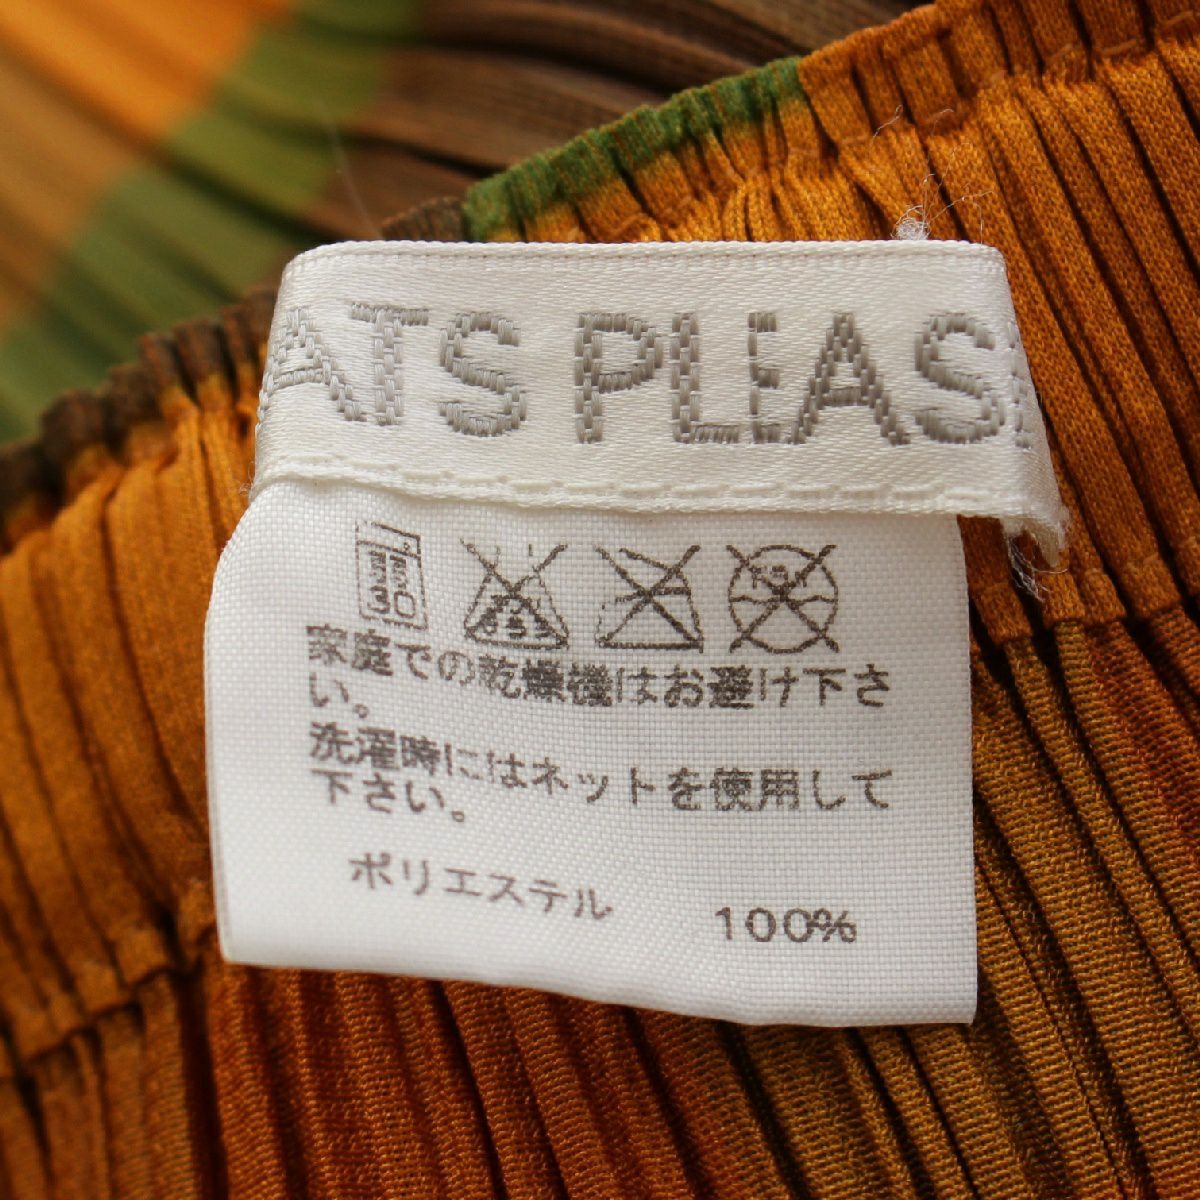 ATS PLEAS
家庭での乾燥機はお避け下さ
い。
洗濯時にはネットを使用して
下さい。
ポリエステル 100%